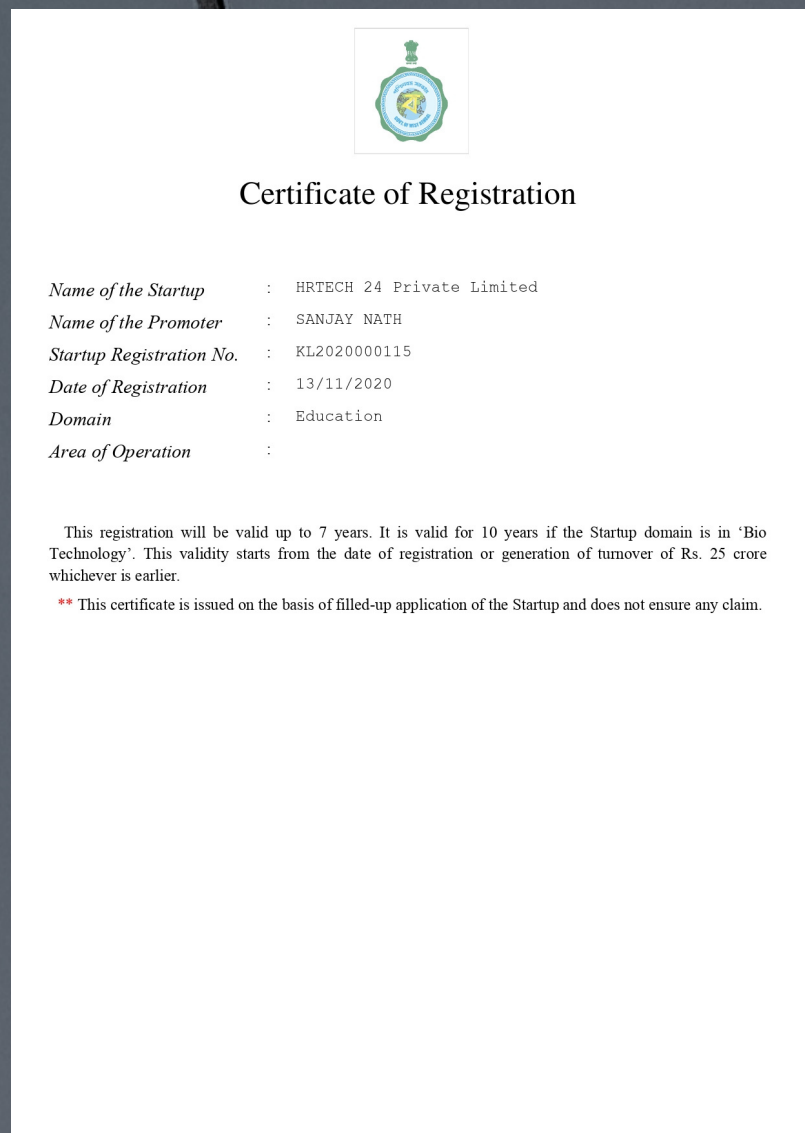 Certificate of Registration
Name of the Startup : HRTECH 24 Private Limited
Name of the Promoter : SANJAY NATH
Startup Registration No. : KL2020000115
Date of Registration : 13/11/2020
Domain : Education
Area of Operation :
This registration will be valid up to 7 years. It is valid for 10 years if the Startup domain is in ‘Bio
Technology’. This validity starts from the date of registration or generation of turnover of Rs. 25 crore
whichever is earlier.
** This certificate is issued on the basis of filled-up application of the Startup and does not ensure any claim.